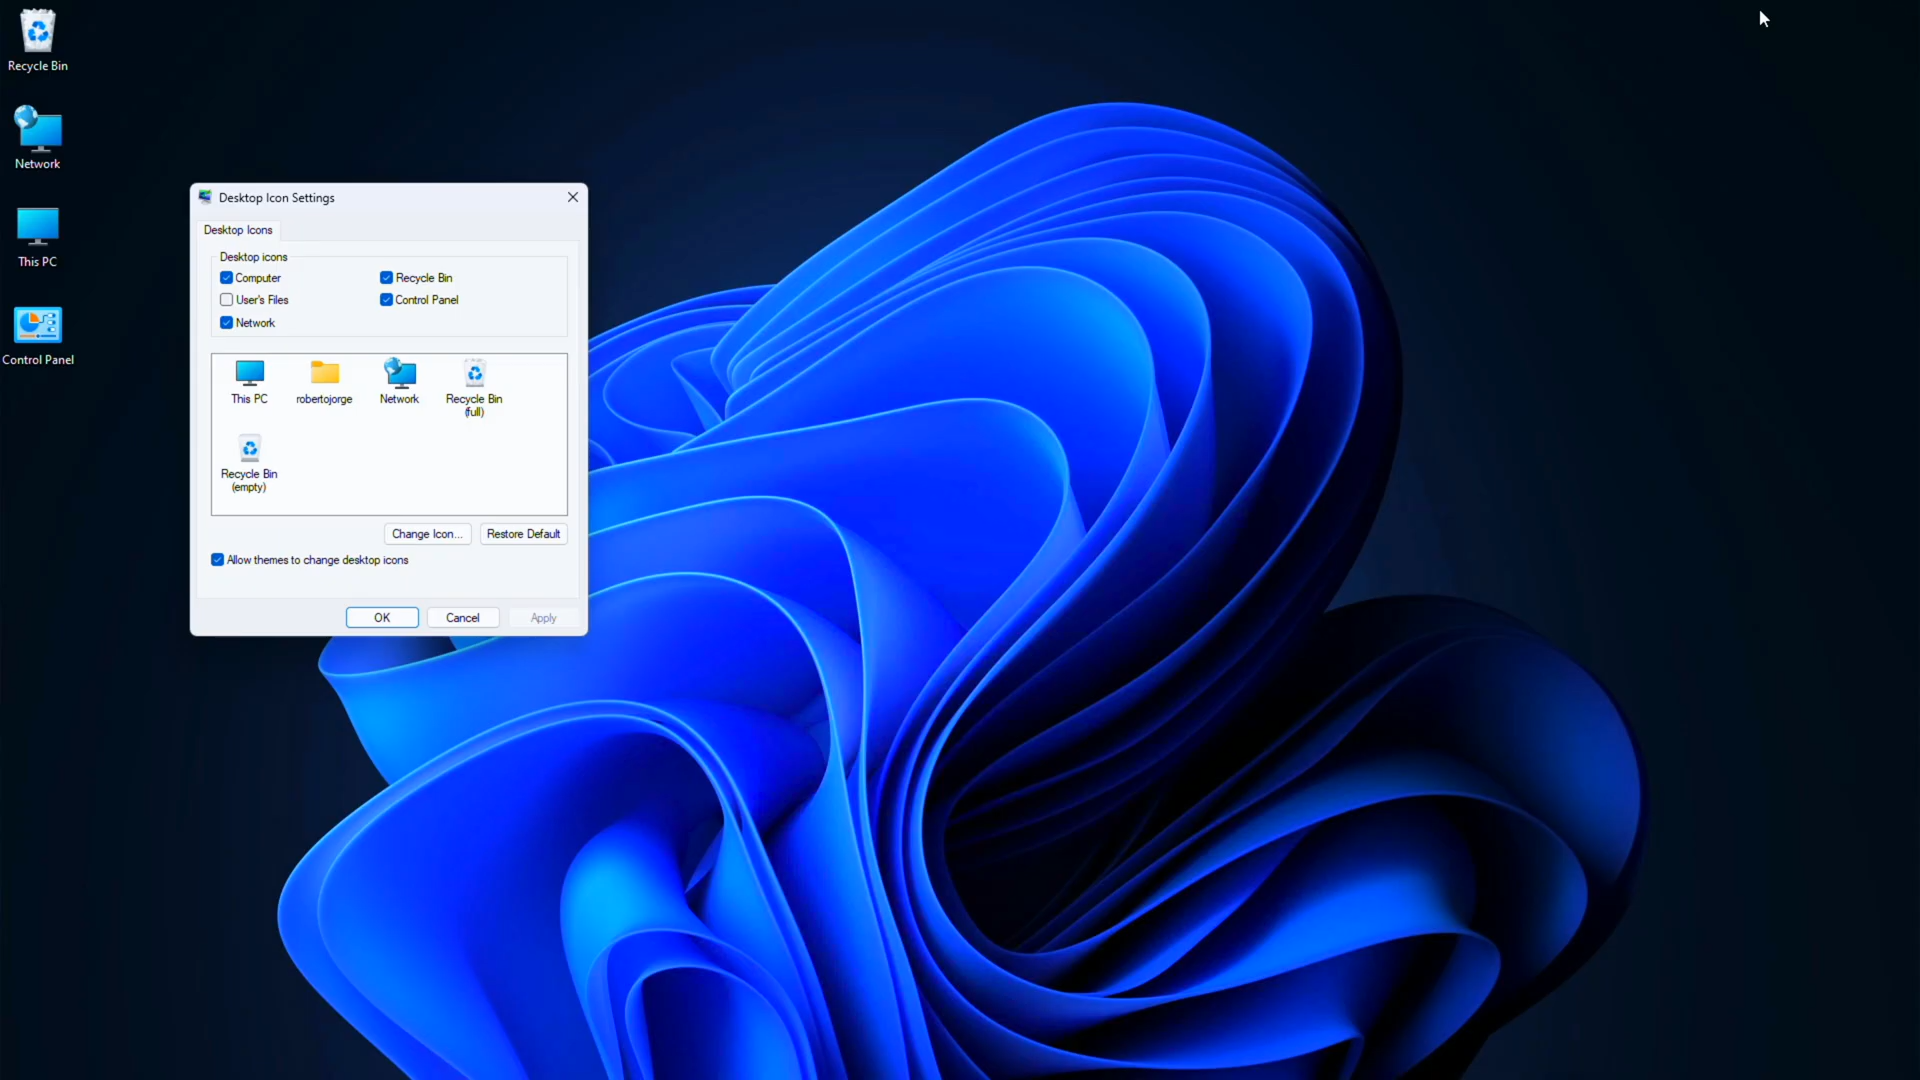 Recycle Bin
Network
This PC
Control Panel
Desktop Icon Settings
Desktop Icons
Desktop icons
Computer
Recycle Bin
User's Files
Control Panel
Network
This PC
robertojorge
Network
Recycle Bin
(full)
Recycle Bin
(empty)
Change Icon...
Restore Default
Allow themes to change desktop icons
OK
Cancel
Apply